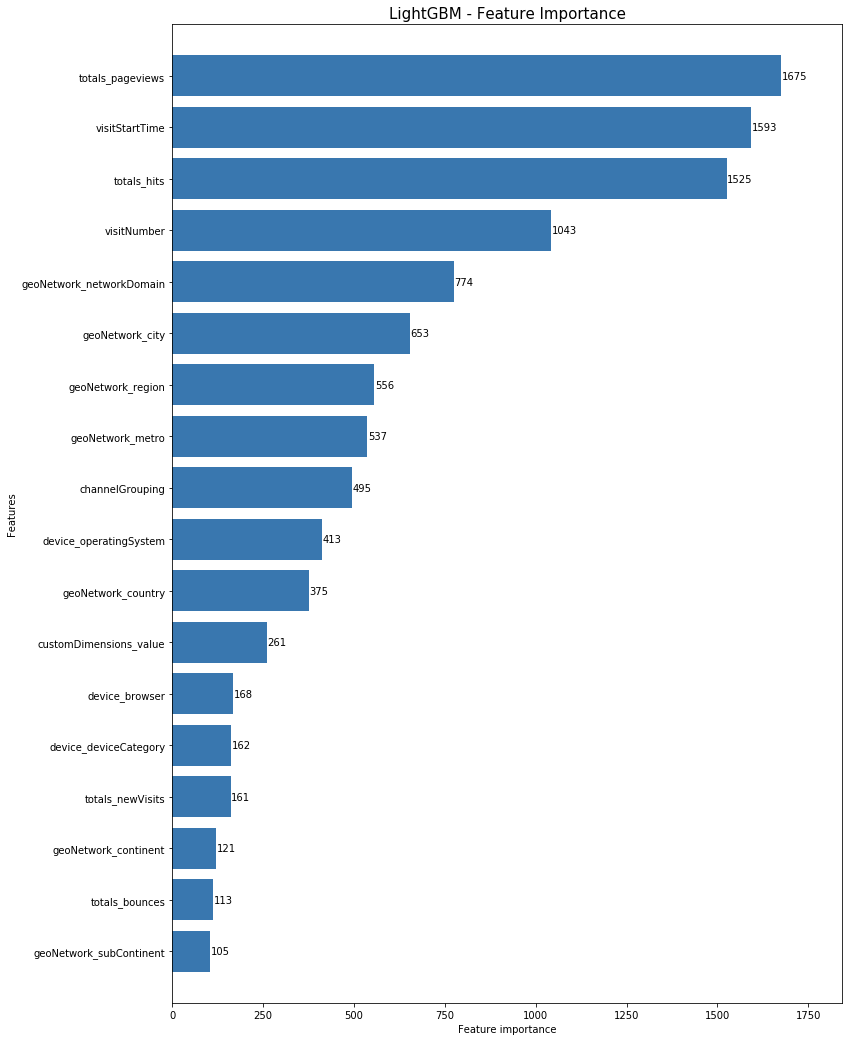 LightGBM - Feature Importance
totals_pageviews 1675
visitStartTime 1593
totals_hits 1525
visitNumber 1043
geoNetwork_networkDomain 774
geoNetwork_city 653
geoNetwork_region 556
geoNetwork_metro 537
channelGrouping 495
Features
device_operatingSystem 413
geoNetwork_country 375
customDimensions_value 261
device_browser 168
device_deviceCategory 162
totals_newVisits 161
geoNetwork_continent 121
totals_bounces 113
geoNetwork_subContinent 105
0 250 500 750 1000 1250 1500 1750
Feature importance